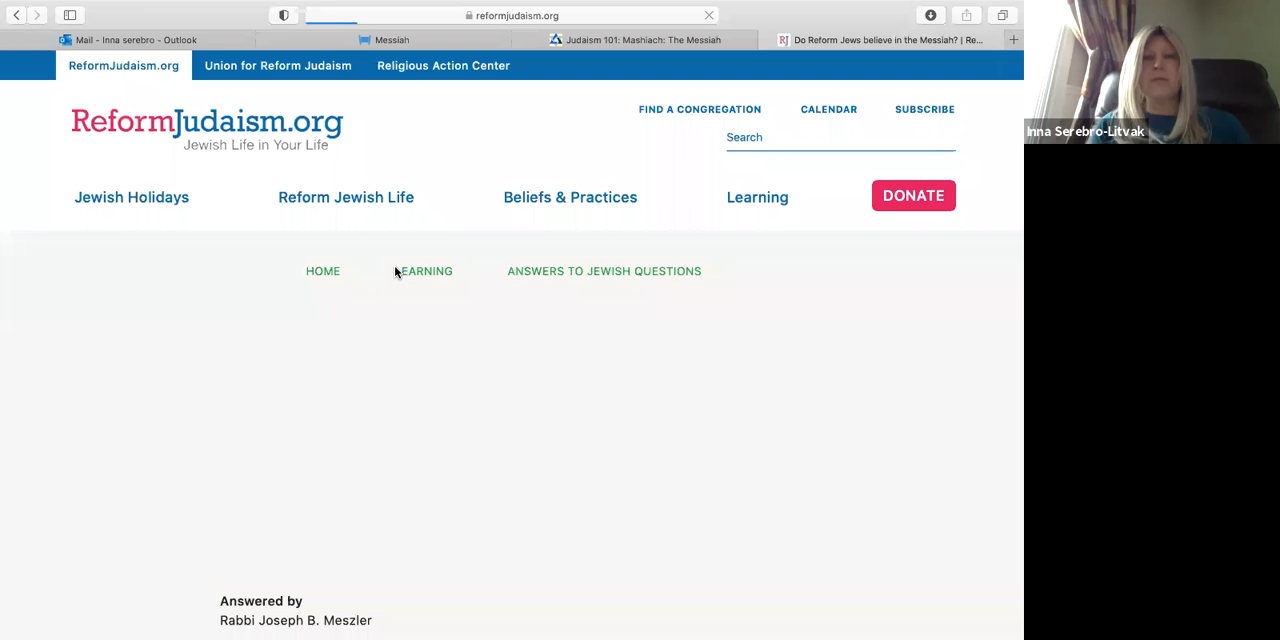 reformjudaism.org
Mail - Inna serebro - Outlook
Messiah
Judaism 101: Mashiach: The Messiah
Do Reform Jews believe in the Messiah? | Re...
ReformJudaism.org
Union for Reform Judaism
Religious Action Center
FIND A CONGREGATION
CALENDAR
SUBSCRIBE
ReformJudaism.org
Jewish Life in Your Life
Search
Jewish Holidays
Reform Jewish Life
Beliefs & Practices
Learning
DONATE
HOME
LEARNING
ANSWERS TO JEWISH QUESTIONS
Answered by
Rabbi Joseph B. Meszler
Inna Serebro-Litvak